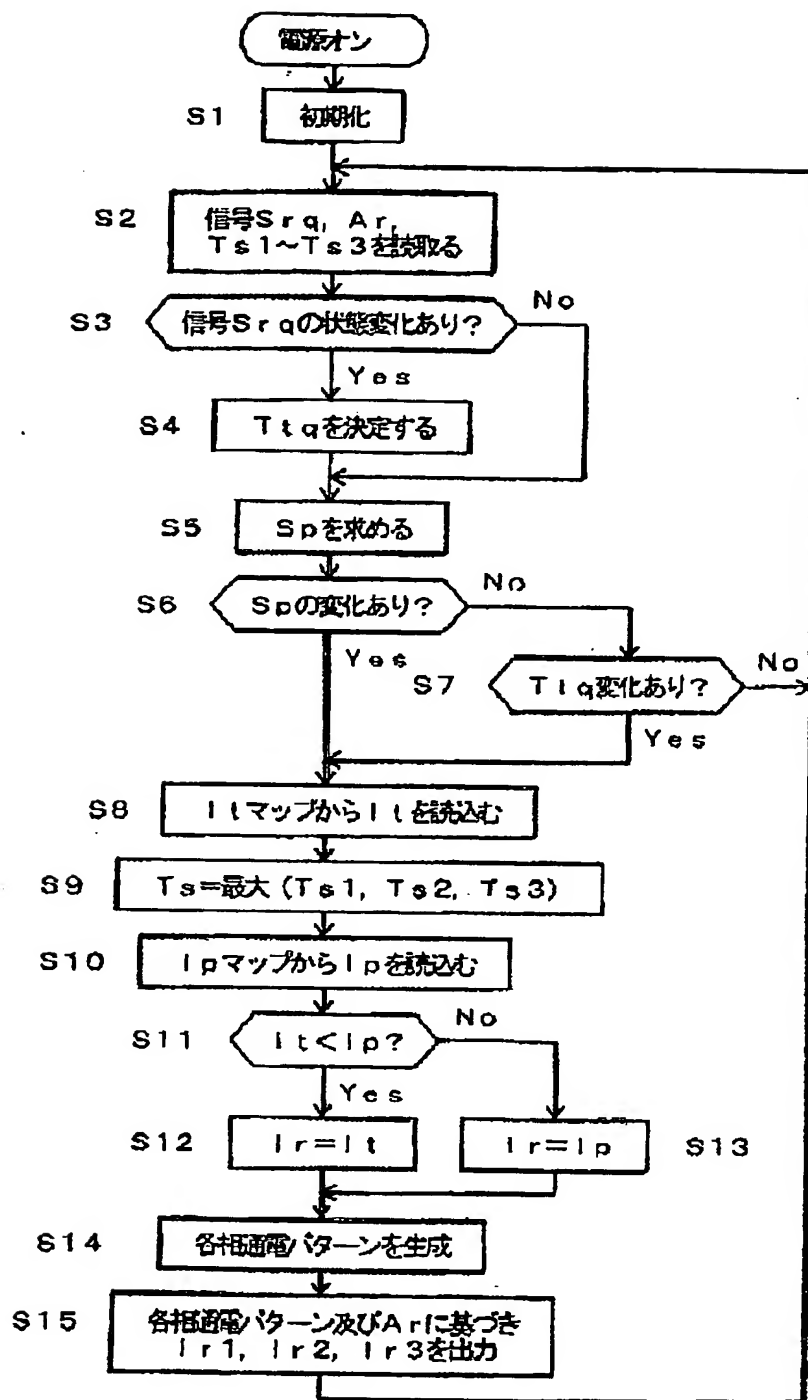 電源オン
S1
初期化
S2
信号Srq, Ar,
Ts1～Ts3を読取る
S3
信号Srqの状態変化あり?
No
Yes
S4
Ttqを決定する
S5
Spを求める
S6
Spの変化あり?
No
Yes
S7
Ttq変化あり?
No
Yes
S8
ItマップからItを読込む
S9
Ts=最大 (Ts1, Ts2, Ts3)
S10
IpマップからIpを読込む
S11
It<Ip?
No
Yes
S12
Ir=It
Ir=Ip
S13
S14
各相通電パターンを生成
S15
各相通電パターン及びArに基づき
Ir1, Ir2, Ir3を出力